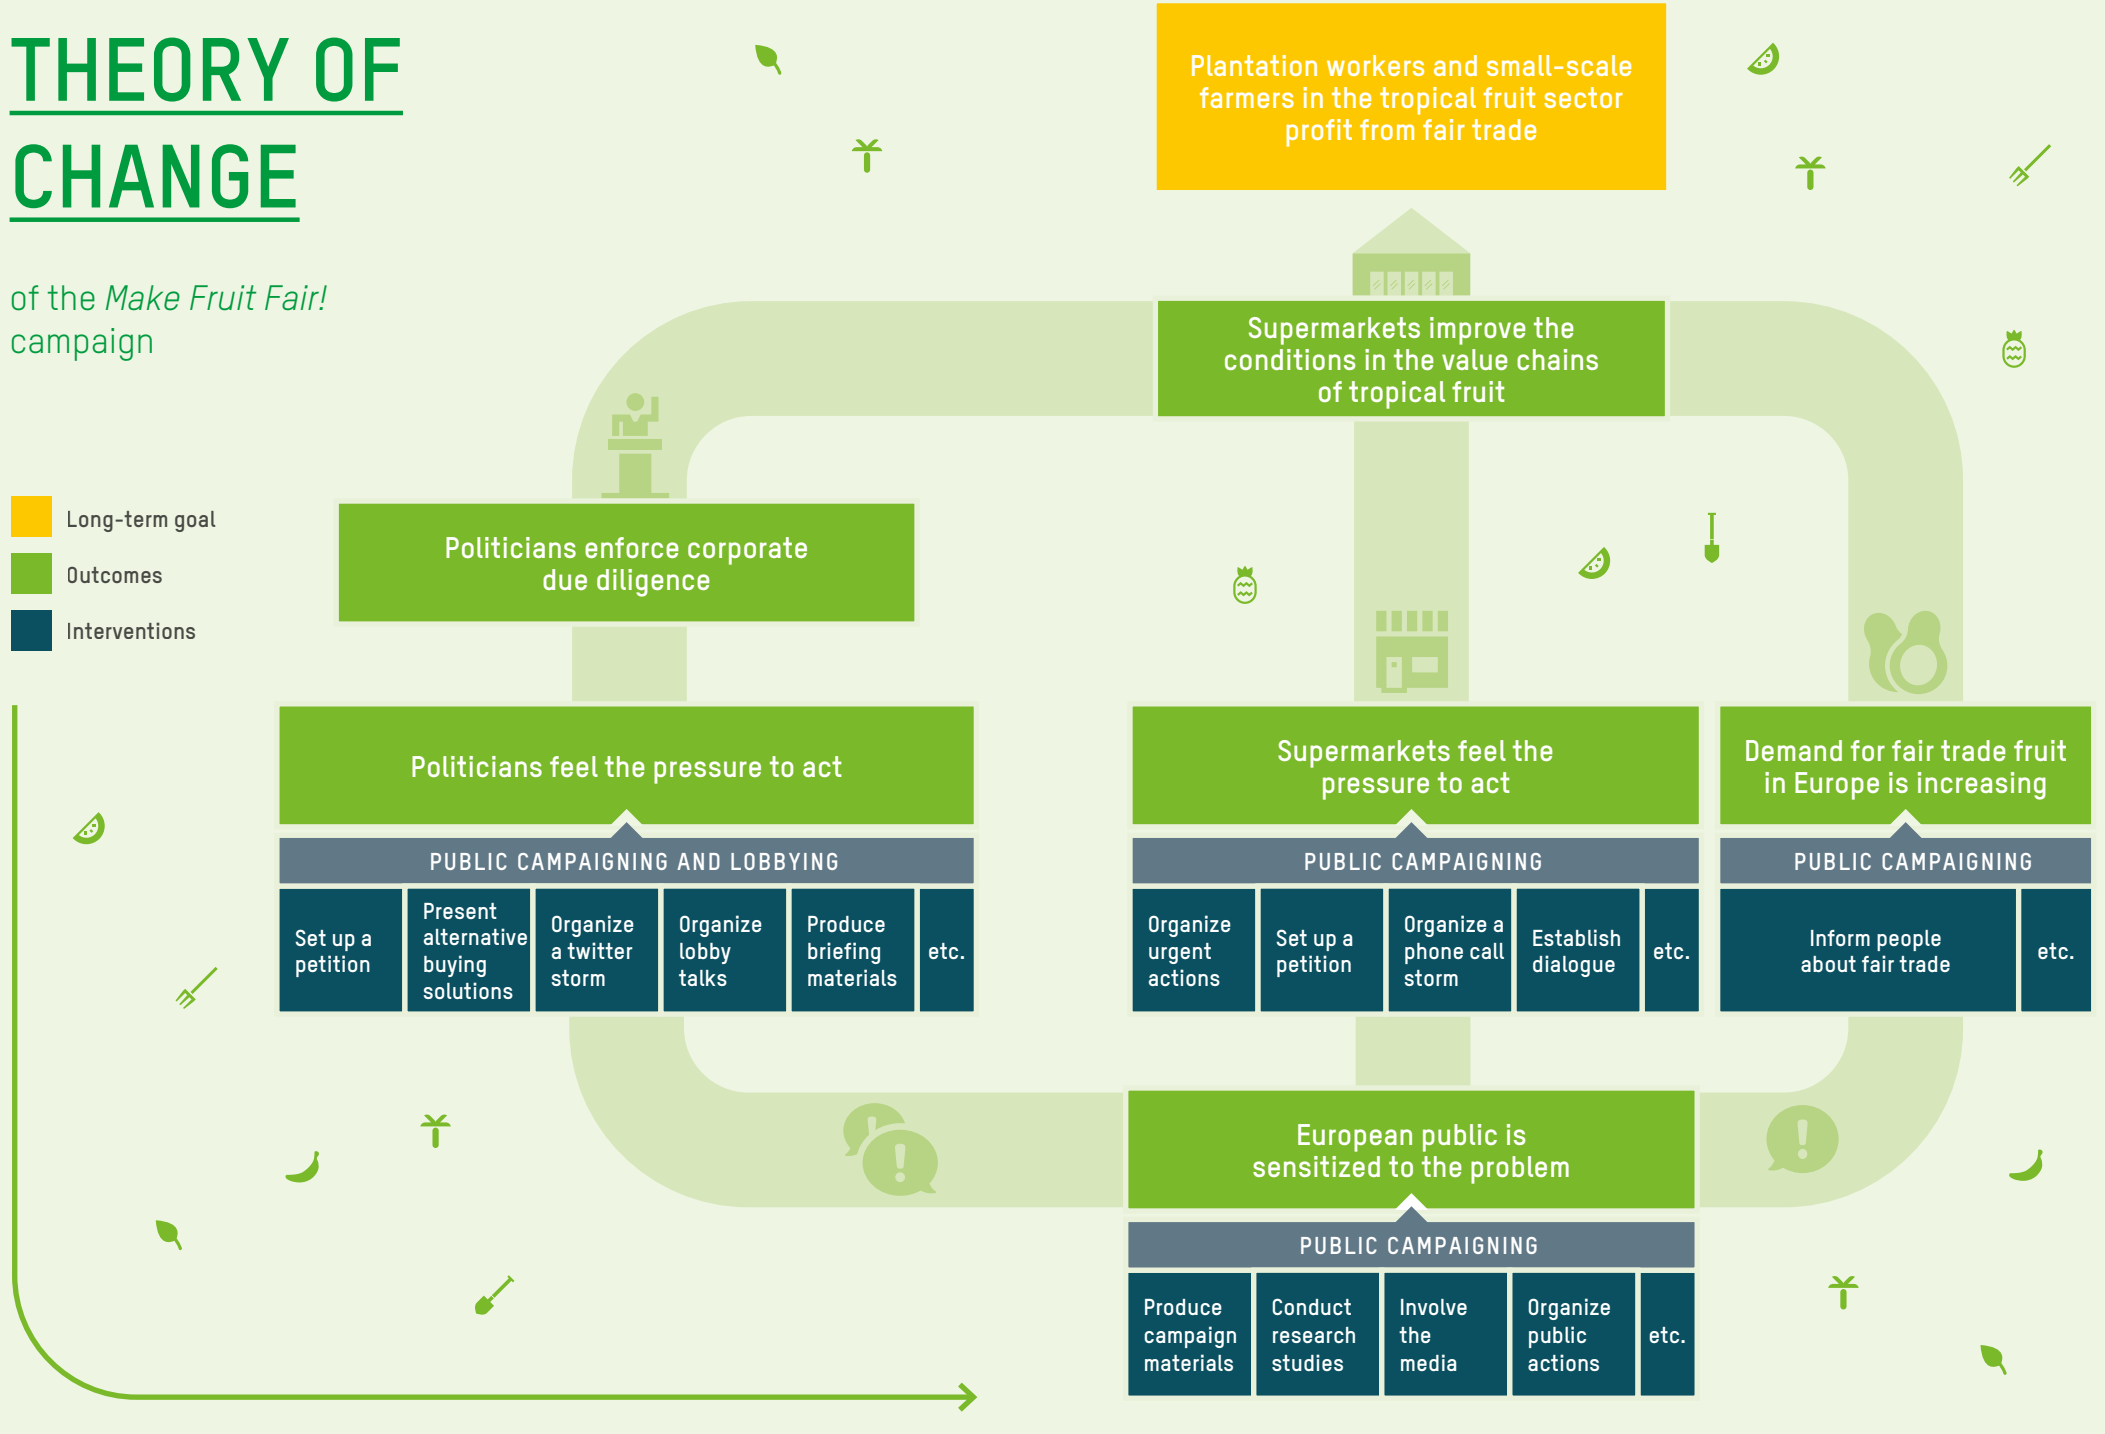 THEORY OF
CHANGE
of the Make Fruit Fair!
campaign
Long-term goal
Outcomes
Interventions
Plantation workers and small-scale
farmers in the tropical fruit sector
profit from fair trade
Supermarkets improve the
conditions in the value chains
of tropical fruit
Politicians enforce corporate
due diligence
Politicians feel the pressure to act
PUBLIC CAMPAIGNING AND LOBBYING
Set up a
petition
Present
alternative
buying
solutions
Organize
a twitter
storm
Organize
lobby
talks
Produce
briefing
materials
etc.
Supermarkets feel the
pressure to act
PUBLIC CAMPAIGNING
Organize
urgent
actions
Set up a
petition
Organize a
phone call
storm
Establish
dialogue
etc.
Demand for fair trade fruit
in Europe is increasing
PUBLIC CAMPAIGNING
Inform people
about fair trade
etc.
European public is
sensitized to the problem
PUBLIC CAMPAIGNING
Produce
campaign
materials
Conduct
research
studies
Involve
the
media
Organize
public
actions
etc.